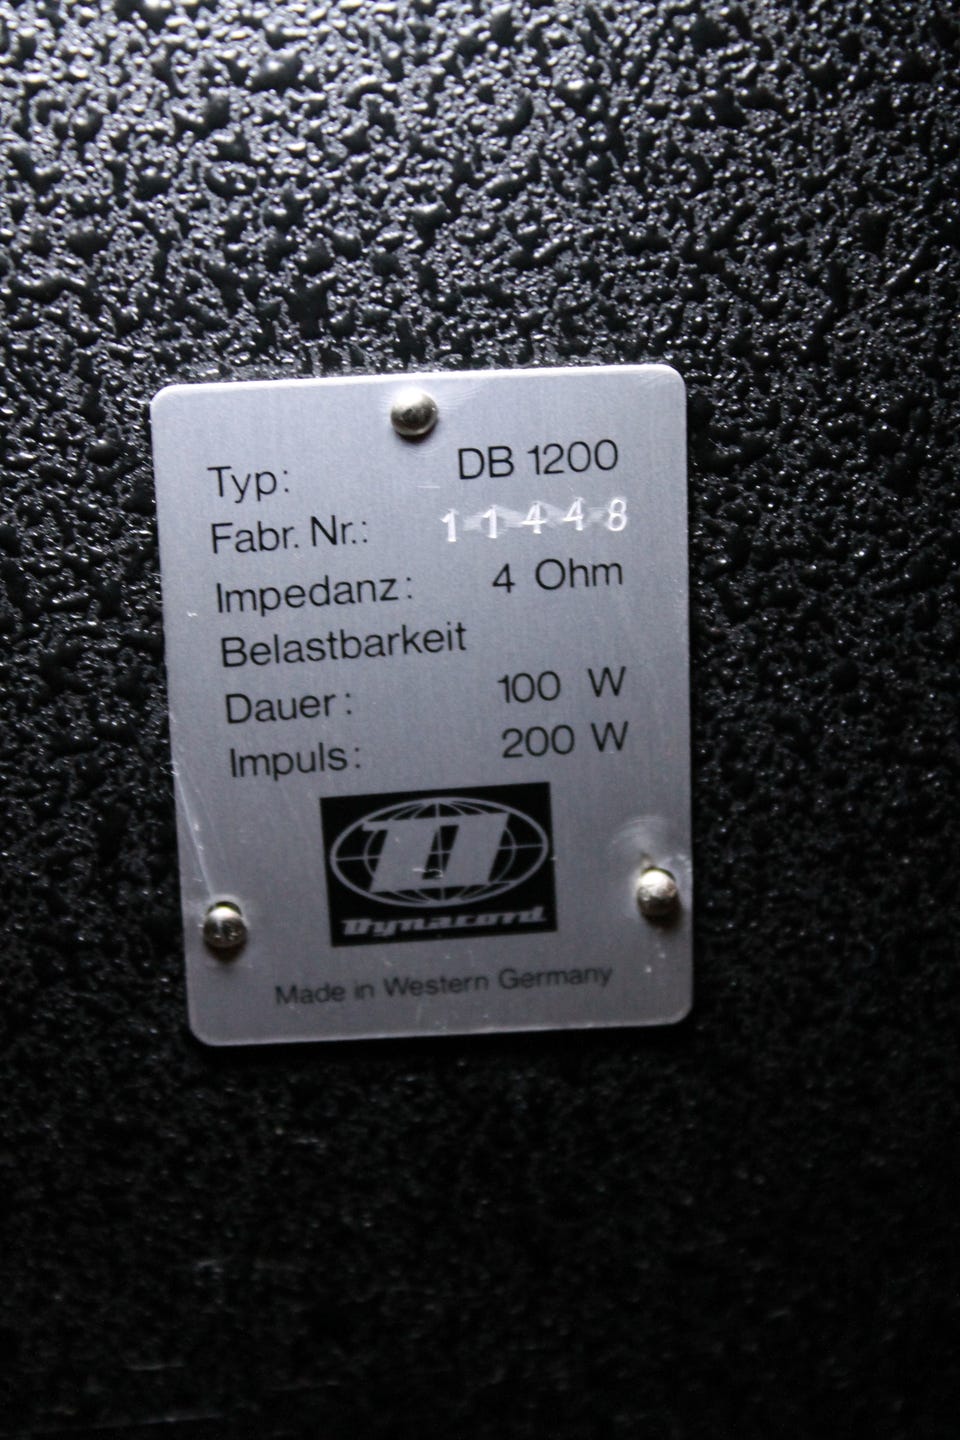 Typ: DB 1200
Fabr. Nr.: 11448
Impedanz: 4 Ohm
Belastbarkeit
Dauer: 100 W
Impuls: 200 W
Dynacord
Made in Western Germany